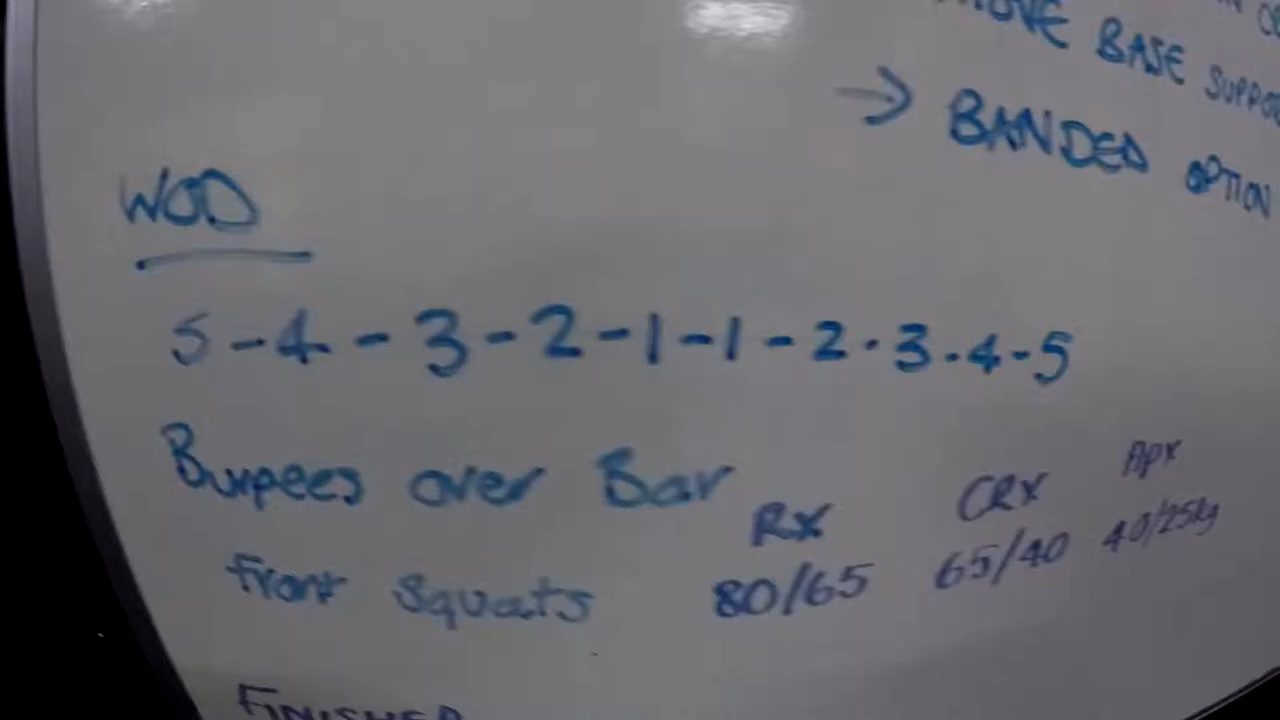 BASE SUPPO
→ BANDED OPTION
WOD
5-4-3-2-1-1-2-3-4-5
Burpees over Bar
RX CRX Apx
Front Squats 80/65 65/40 40/25kg
FINISHER